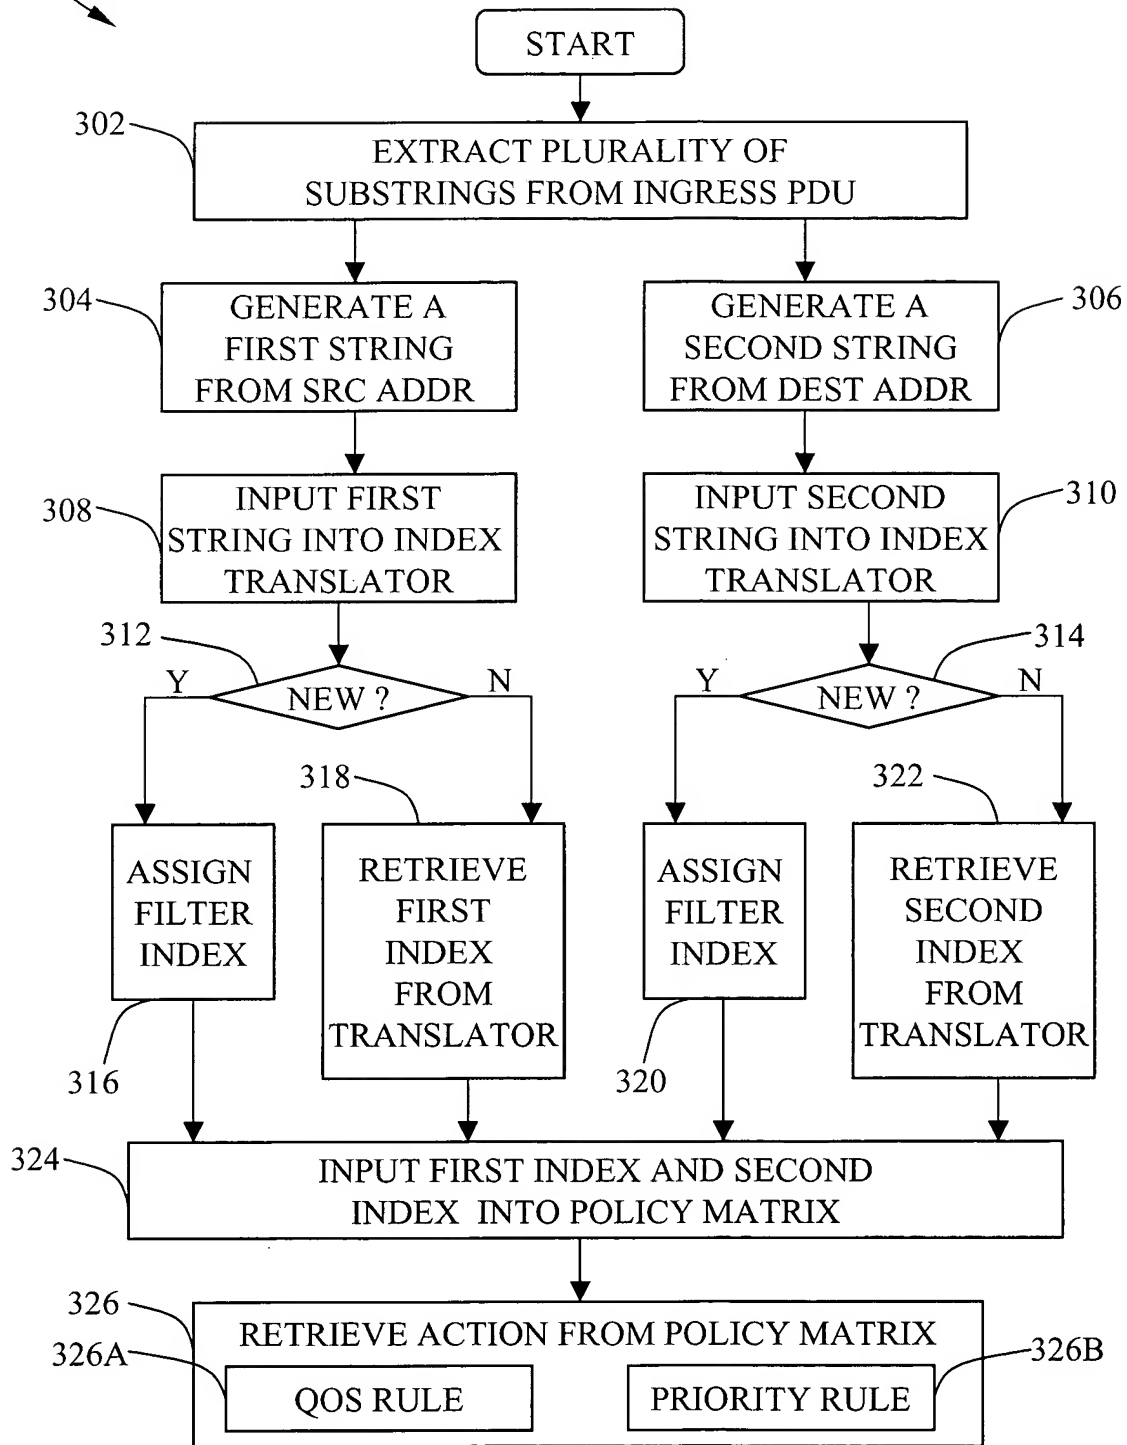 START
302
EXTRACT PLURALITY OF
SUBSTRINGS FROM INGRESS PDU
304
GENERATE A
FIRST STRING
FROM SRC ADDR
GENERATE A
SECOND STRING
FROM DEST ADDR
306
308
INPUT FIRST
STRING INTO INDEX
TRANSLATOR
INPUT SECOND
STRING INTO INDEX
TRANSLATOR
310
312
Y
NEW ?
N
314
Y
NEW ?
N
318
322
ASSIGN
FILTER
INDEX
RETRIEVE
FIRST
INDEX
FROM
TRANSLATOR
ASSIGN
FILTER
INDEX
RETRIEVE
SECOND
INDEX
FROM
TRANSLATOR
316
320
324
INPUT FIRST INDEX AND SECOND
INDEX INTO POLICY MATRIX
326
RETRIEVE ACTION FROM POLICY MATRIX
326A
QOS RULE
PRIORITY RULE
326B